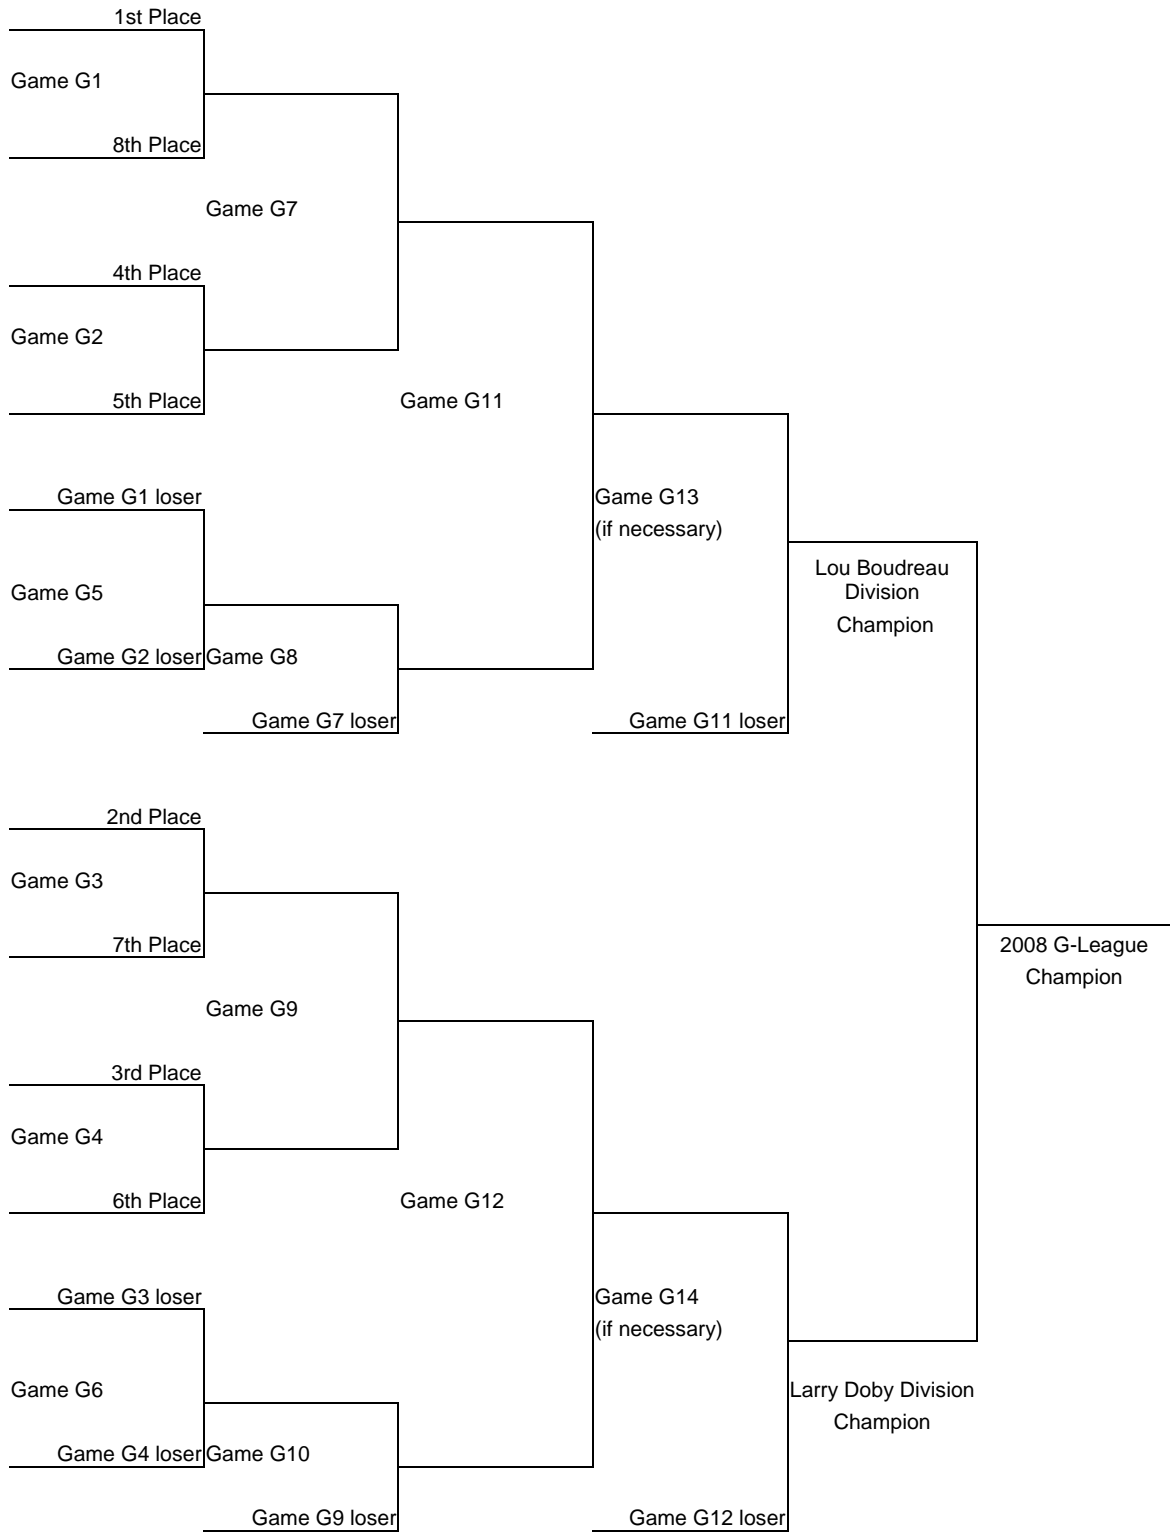 1st Place
Game G1
8th Place
Game G7
4th Place
Game G2
5th Place
Game G11
Game G1 loser
Game G13
(if necessary)
Lou Boudreau
Division
Champion
Game G5
Game G2 loser
Game G8
Game G7 loser
Game G11 loser
2nd Place
Game G3
7th Place
2008 G-League
Champion
Game G9
3rd Place
Game G4
6th Place
Game G12
Game G3 loser
Game G14
(if necessary)
Game G6
Larry Doby Division
Champion
Game G4 loser
Game G10
Game G9 loser
Game G12 loser